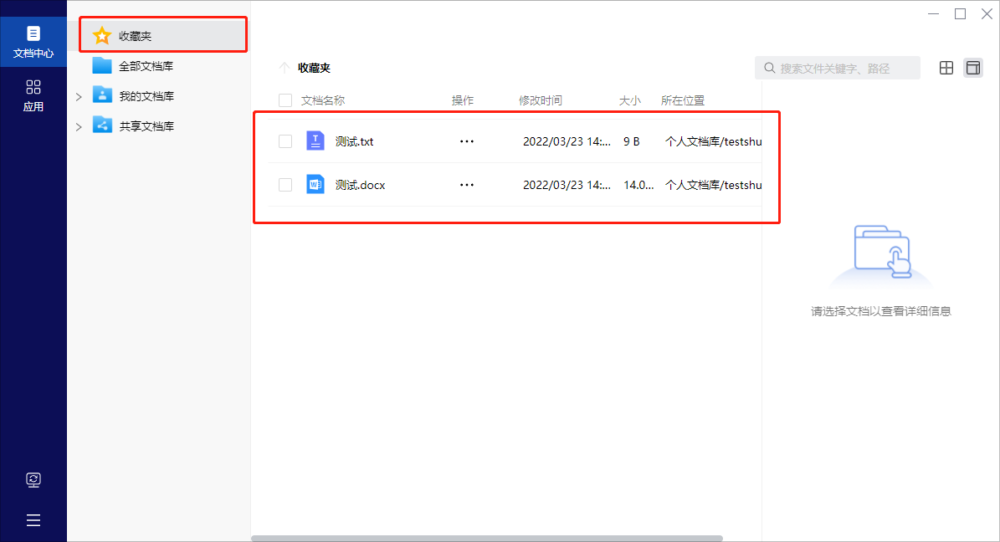 文档中心
应用
收藏夹
全部文档库
我的文档库
共享文档库
收藏夹
搜索文件关键字、路径
文档名称 操作 修改时间 大小 所在位置
测试.txt ··· 2022/03/23 14:... 9 B 个人文档库/testshu
测试.docx ··· 2022/03/23 14:... 14.0... 个人文档库/testshu
请选择文档以查看详细信息